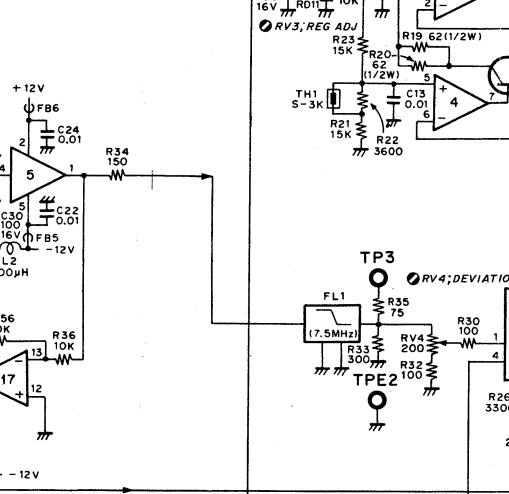 16V
RD11
10K
RV3;REG ADJ
2
R19 62(1/2W)
R23
15K
R20
62
(1/2W)
5
4
7
6
TH1
S-3K
C13
0.01
R21
15K
R22
3600
+12V
FB6
C24
0.01
2
4
5
1
R34
150
5
C30
100
16V
C22
0.01
FB5
-12V
L2
00μH
TP3
RV4;DEVIATIO
FL1
(7.5MHz)
R35
75
R33
300
RV4
200
R32
100
R30
100
1
4
TPE2
R26
3300
2
56
0K
R36
10K
13
17
12
-12V